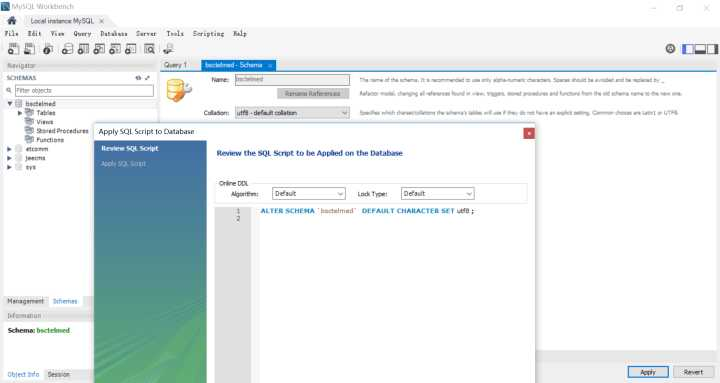 MySQL Workbench
Local instance MySQL ×
File Edit View Query Database Server Tools Scripting Help
Navigator
SCHEMAS
Filter objects
bsctelmed
Tables
Views
Stored Procedures
Functions
etcomm
jeecms
sys
Management Schemas
Information
Schema: bsctelmed
Object Info Session
Query 1 bsctelmed - Schema ×
Name: bsctelmed The name of the schema. It is recommended to use only alpha-numeric characters. Spaces should be avoided and be replaced by _
Rename References Refactor model, changing all references found in view, triggers, stored procedures and functions from the old schema name to the new one.
Collation: utf8 - default collation Specifies which charset/collations the schema's tables will use if they do not have an explicit setting. Common choices are Latin1 or UTF8.
Apply SQL Script to Database
Review SQL Script
Apply SQL Script
Review the SQL Script to be Applied on the Database
Online DDL
Algorithm: Default Lock Type: Default
1 ALTER SCHEMA `bsctelmed` DEFAULT CHARACTER SET utf8 ;
2
Apply Revert